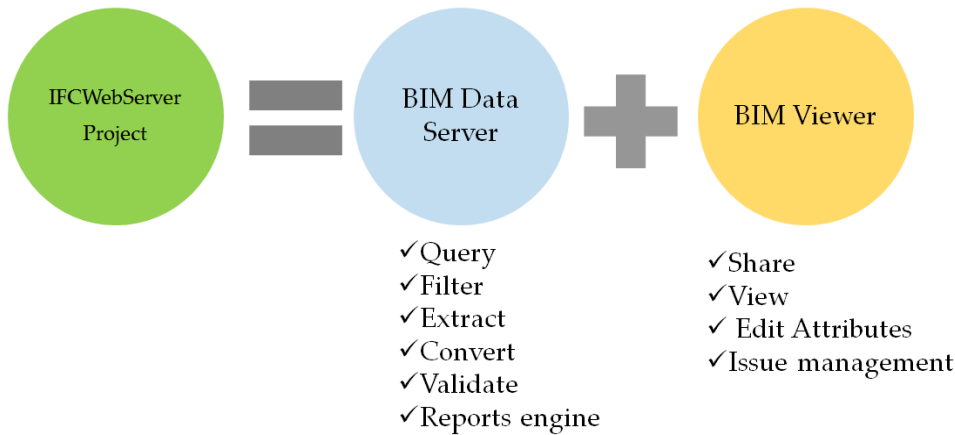 IFCWebServer
Project
BIM Data
Server
BIM Viewer
✓Query
✓Filter
✓Extract
✓Convert
✓Validate
✓Reports engine
✓Share
✓View
✓ Edit Attributes
✓Issue management